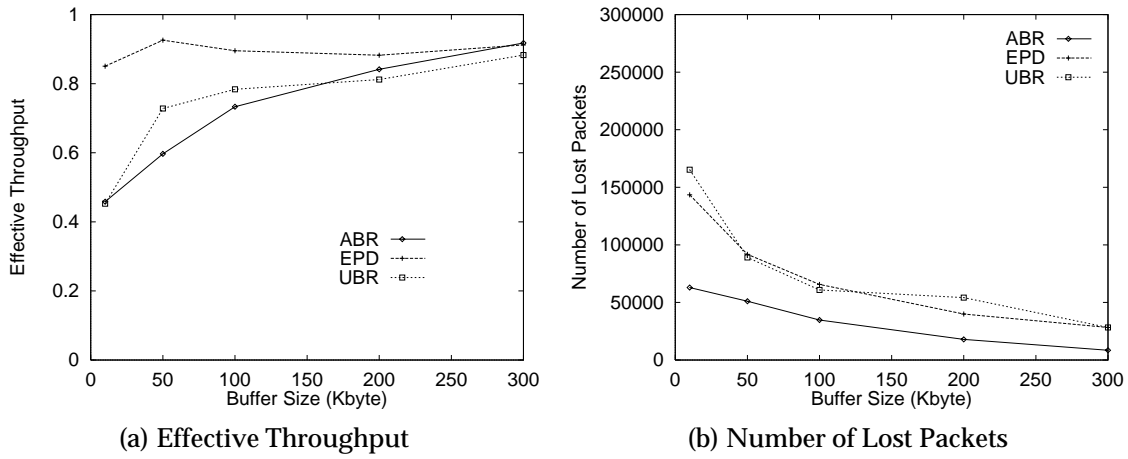 1
0.8
0.6
0.4
0.2
0
Effective Throughput
ABR
EPD
UBR
0 50 100 150 200 250 300
Buffer Size (Kbyte)
(a) Effective Throughput
300000
250000
200000
150000
100000
50000
0
Number of Lost Packets
ABR
EPD
UBR
0 50 100 150 200 250 300
Buffer Size (Kbyte)
(b) Number of Lost Packets